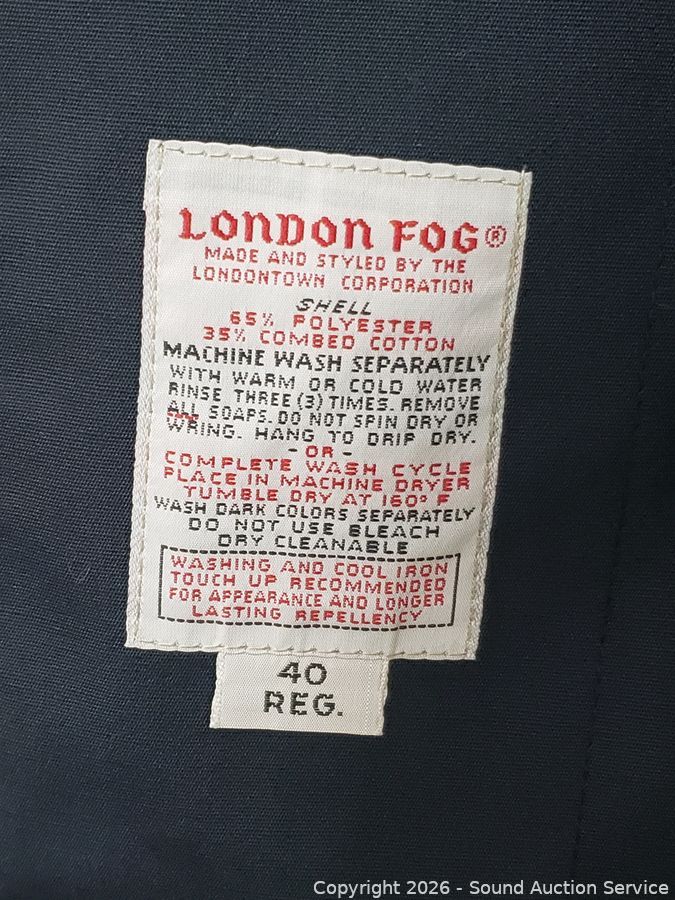 LONDON FOG®
MADE AND STYLED BY THE
LONDONTOWN CORPORATION
SHELL
65% POLYESTER
35% COMBED COTTON
MACHINE WASH SEPARATELY
WITH WARM OR COLD WATER
RINSE THREE (3) TIMES. REMOVE
ALL SOAPS. DO NOT SPIN DRY OR
WRING. HANG TO DRIP DRY.
- OR -
COMPLETE WASH CYCLE
PLACE IN MACHINE DRYER
TUMBLE DRY AT 160° F
WASH DARK COLORS SEPARATELY
DO NOT USE BLEACH
DRY CLEANABLE
WASHING AND COOL IRON
TOUCH UP RECOMMENDED
FOR APPEARANCE AND LONGER
LASTING REPELLENCY
40
REG.
Copyright 2026 - Sound Auction Service